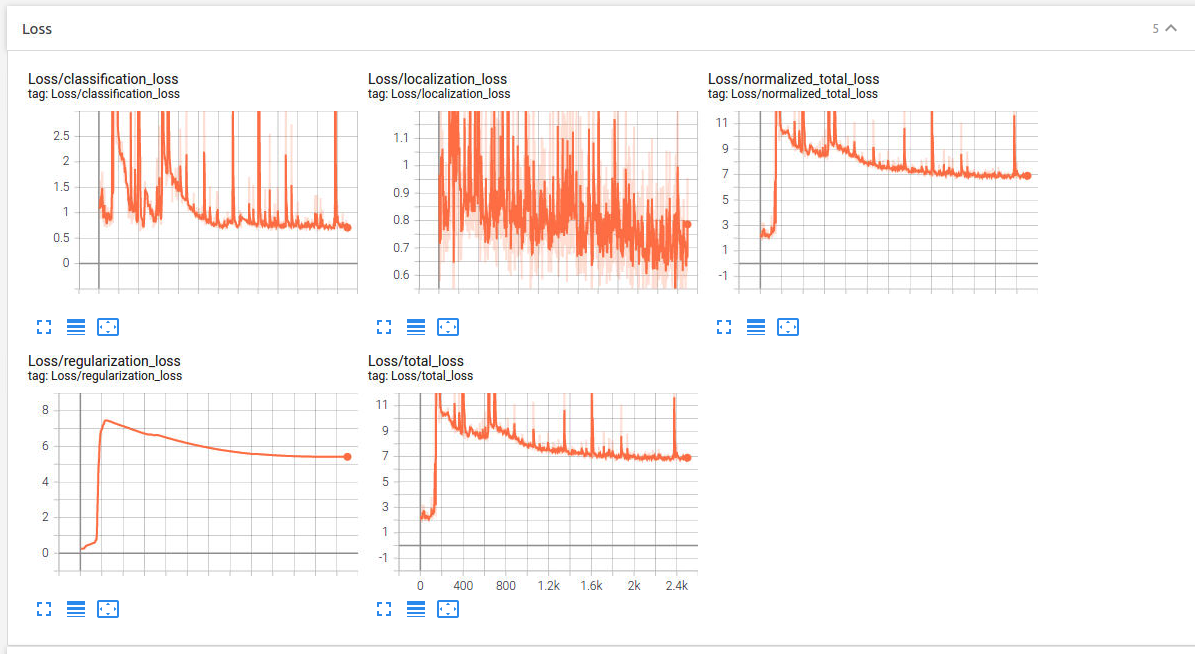 Loss
5
Loss/classification_loss
tag: Loss/classification_loss
2.5
2
1.5
1
0.5
0
Loss/localization_loss
tag: Loss/localization_loss
1.1
1
0.9
0.8
0.7
0.6
Loss/normalized_total_loss
tag: Loss/normalized_total_loss
11
9
7
5
3
1
-1
Loss/regularization_loss
tag: Loss/regularization_loss
8
6
4
2
0
Loss/total_loss
tag: Loss/total_loss
11
9
7
5
3
1
-1
0 400 800 1.2k 1.6k 2k 2.4k